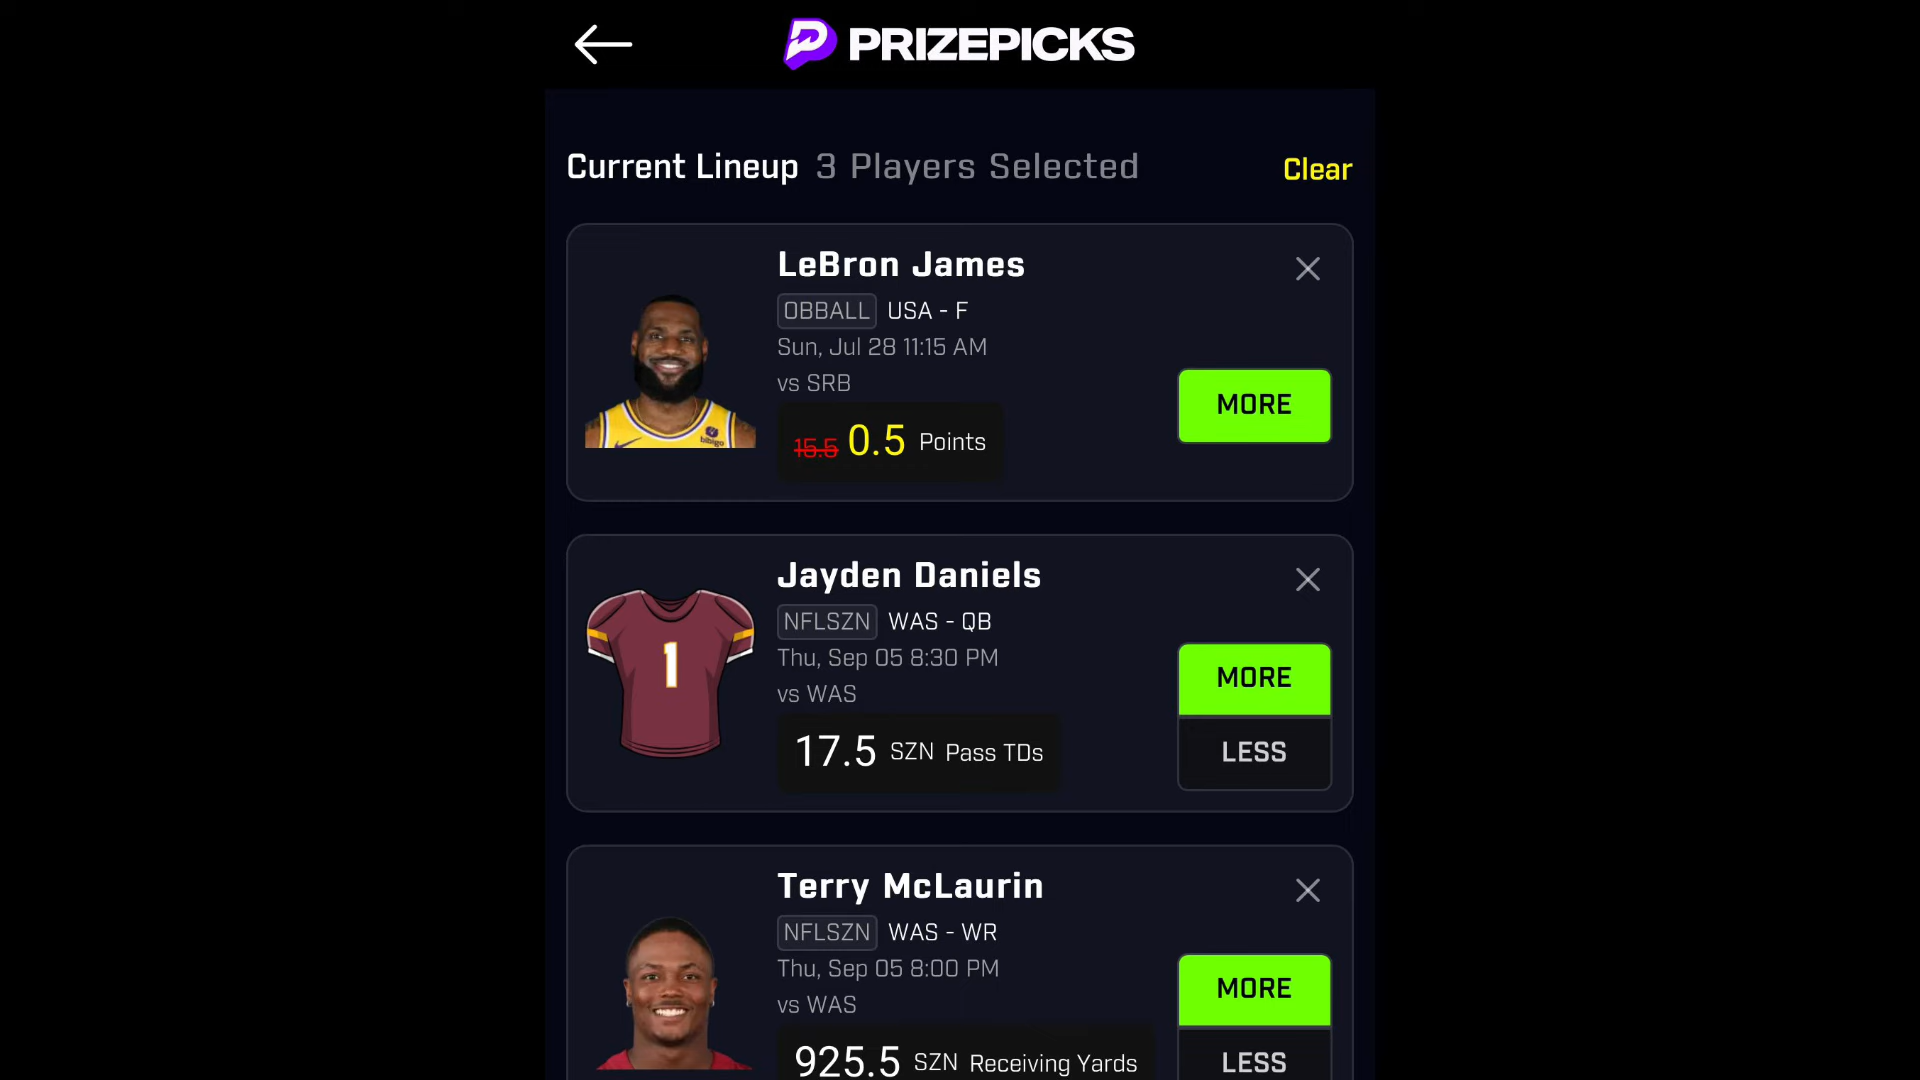 PRIZEPICKS
Current Lineup 3 Players Selected Clear
LeBron James
OBBALL USA - F
Sun, Jul 28 11:15 AM
vs SRB
15.5 0.5 Points
MORE
Jayden Daniels
NFLSZN WAS - QB
Thu, Sep 05 8:30 PM
vs WAS
17.5 SZN Pass TDs
MORE
LESS
1
Terry McLaurin
NFLSZN WAS - WR
Thu, Sep 05 8:00 PM
vs WAS
925.5 SZN Receiving Yards
MORE
LESS
bibigo